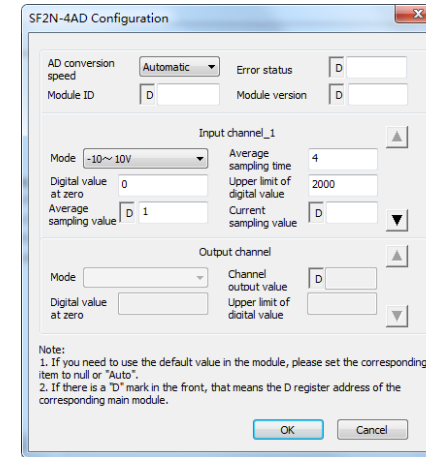 SF2N-4AD Configuration
AD conversion speed Automatic Error status D
Module ID D Module version D
Input channel_1
Mode -10～10V Average sampling time 4
Digital value at zero 0 Upper limit of digital value 2000
Average sampling value D 1 Current sampling value D
Output channel
Mode Channel output value D
Digital value at zero Upper limit of digital value
Note:
1. If you need to use the default value in the module, please set the corresponding
item to null or "Auto".
2. If there is a "D" mark in the front, that means the D register address of the
corresponding main module.
OK Cancel